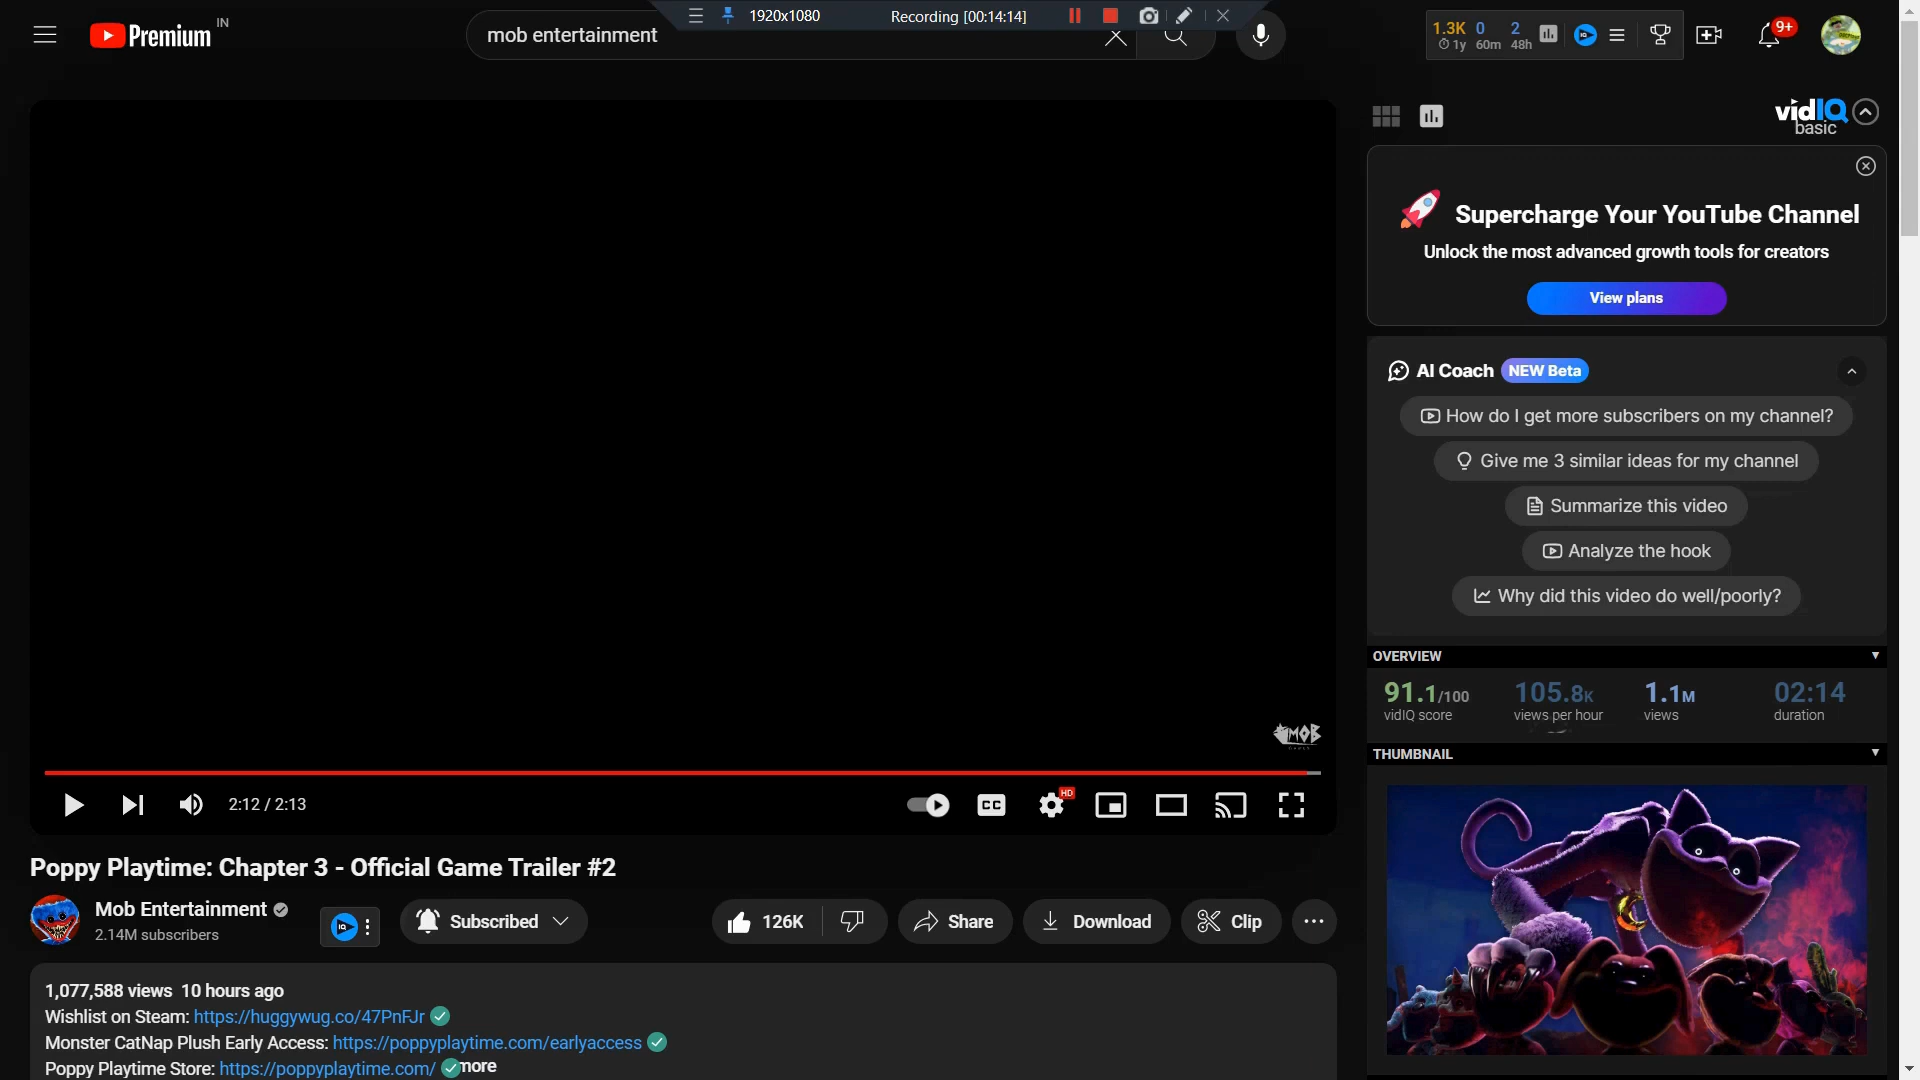 1920x1080
Recording [00:14:14]
Premium IN
mob entertainment
1.3K 0 2
1y 60m 48h
9+
vidIQ
basic
Supercharge Your YouTube Channel
Unlock the most advanced growth tools for creators
View plans
AI Coach NEW Beta
How do I get more subscribers on my channel?
Give me 3 similar ideas for my channel
Summarize this video
Analyze the hook
Why did this video do well/poorly?
OVERVIEW
91.1/100 105.8K 1.1M 02:14
vidIQ score views per hour views duration
THUMBNAIL
MOB
GAMES
2:12 / 2:13
CC
HD
Poppy Playtime: Chapter 3 - Official Game Trailer #2
Mob Entertainment
2.14M subscribers
IQ
Subscribed
126K
Share
Download
Clip
1,077,588 views 10 hours ago
Wishlist on Steam: https://huggywug.co/47PnFJr
Monster CatNap Plush Early Access: https://poppyplaytime.com/earlyaccess
Poppy Playtime Store: https://poppyplaytime.com/ more